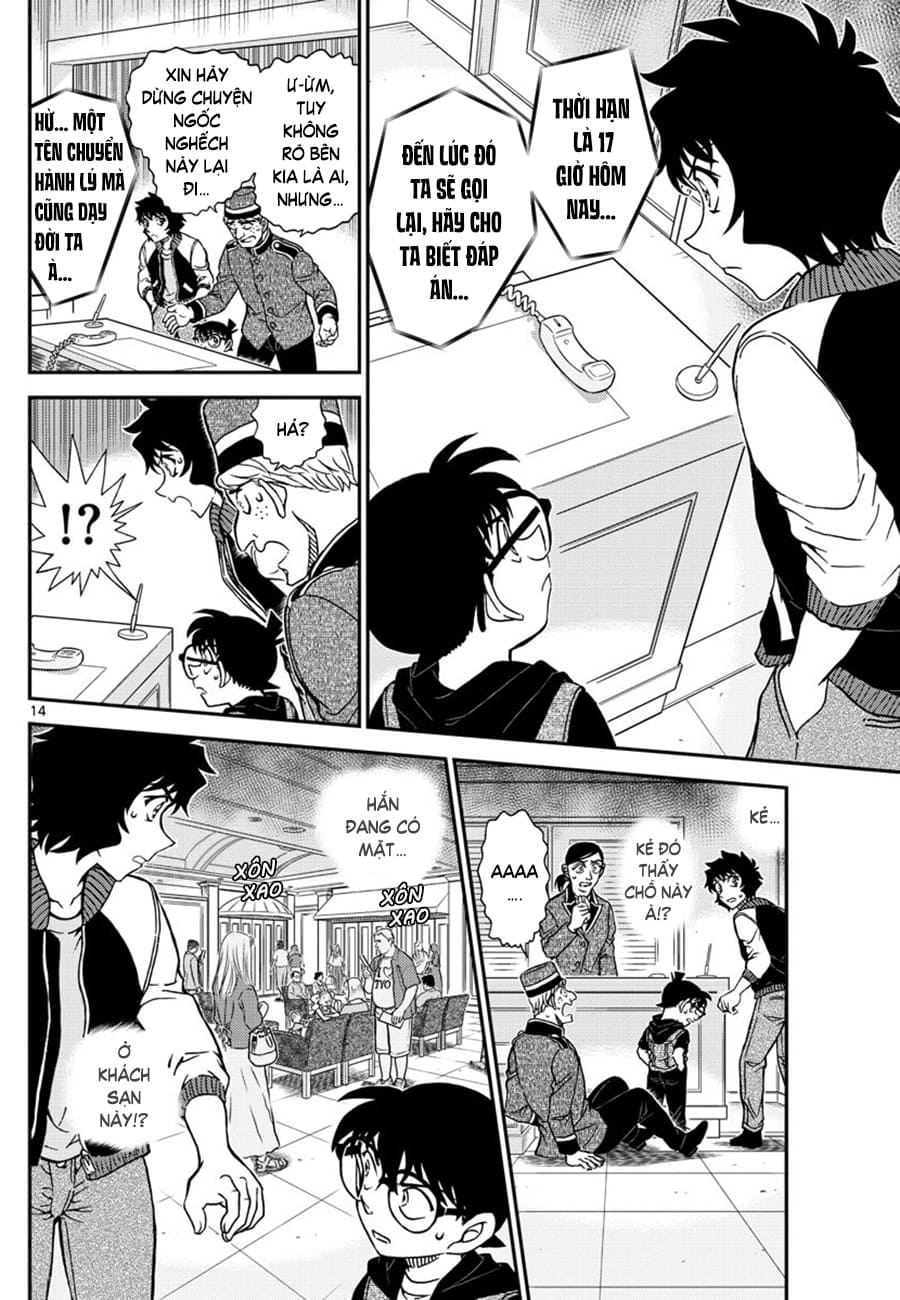 THỜI HẠN
LÀ 17
GIỜ HÔM
NAY...
ĐẾN LÚC ĐÓ
TA SẼ GỌI
LẠI, HÃY CHO
TA BIẾT ĐÁP
ÁN...
Ư-ỪM,
TUY
KHÔNG
RÕ BÊN
KIA LÀ AI,
NHƯNG...
XIN HÃY
DỪNG CHUYỆN
NGỐC
NGHẾCH
NÀY LẠI
ĐI...
HỪ... MỘT
TÊN CHUYỂN
HÀNH LÝ MÀ
CŨNG DẠY
ĐỜI TA
À...
HẢ?
!?
14
KẺ...
KẺ ĐÓ
THẤY
CHỖ NÀY
À!?
AAAA
....
HẮN
ĐANG CÓ
MẶT...
XÔN
XAO
XÔN
XAO
I
TYO
Ở
KHÁCH
SẠN
NÀY!?